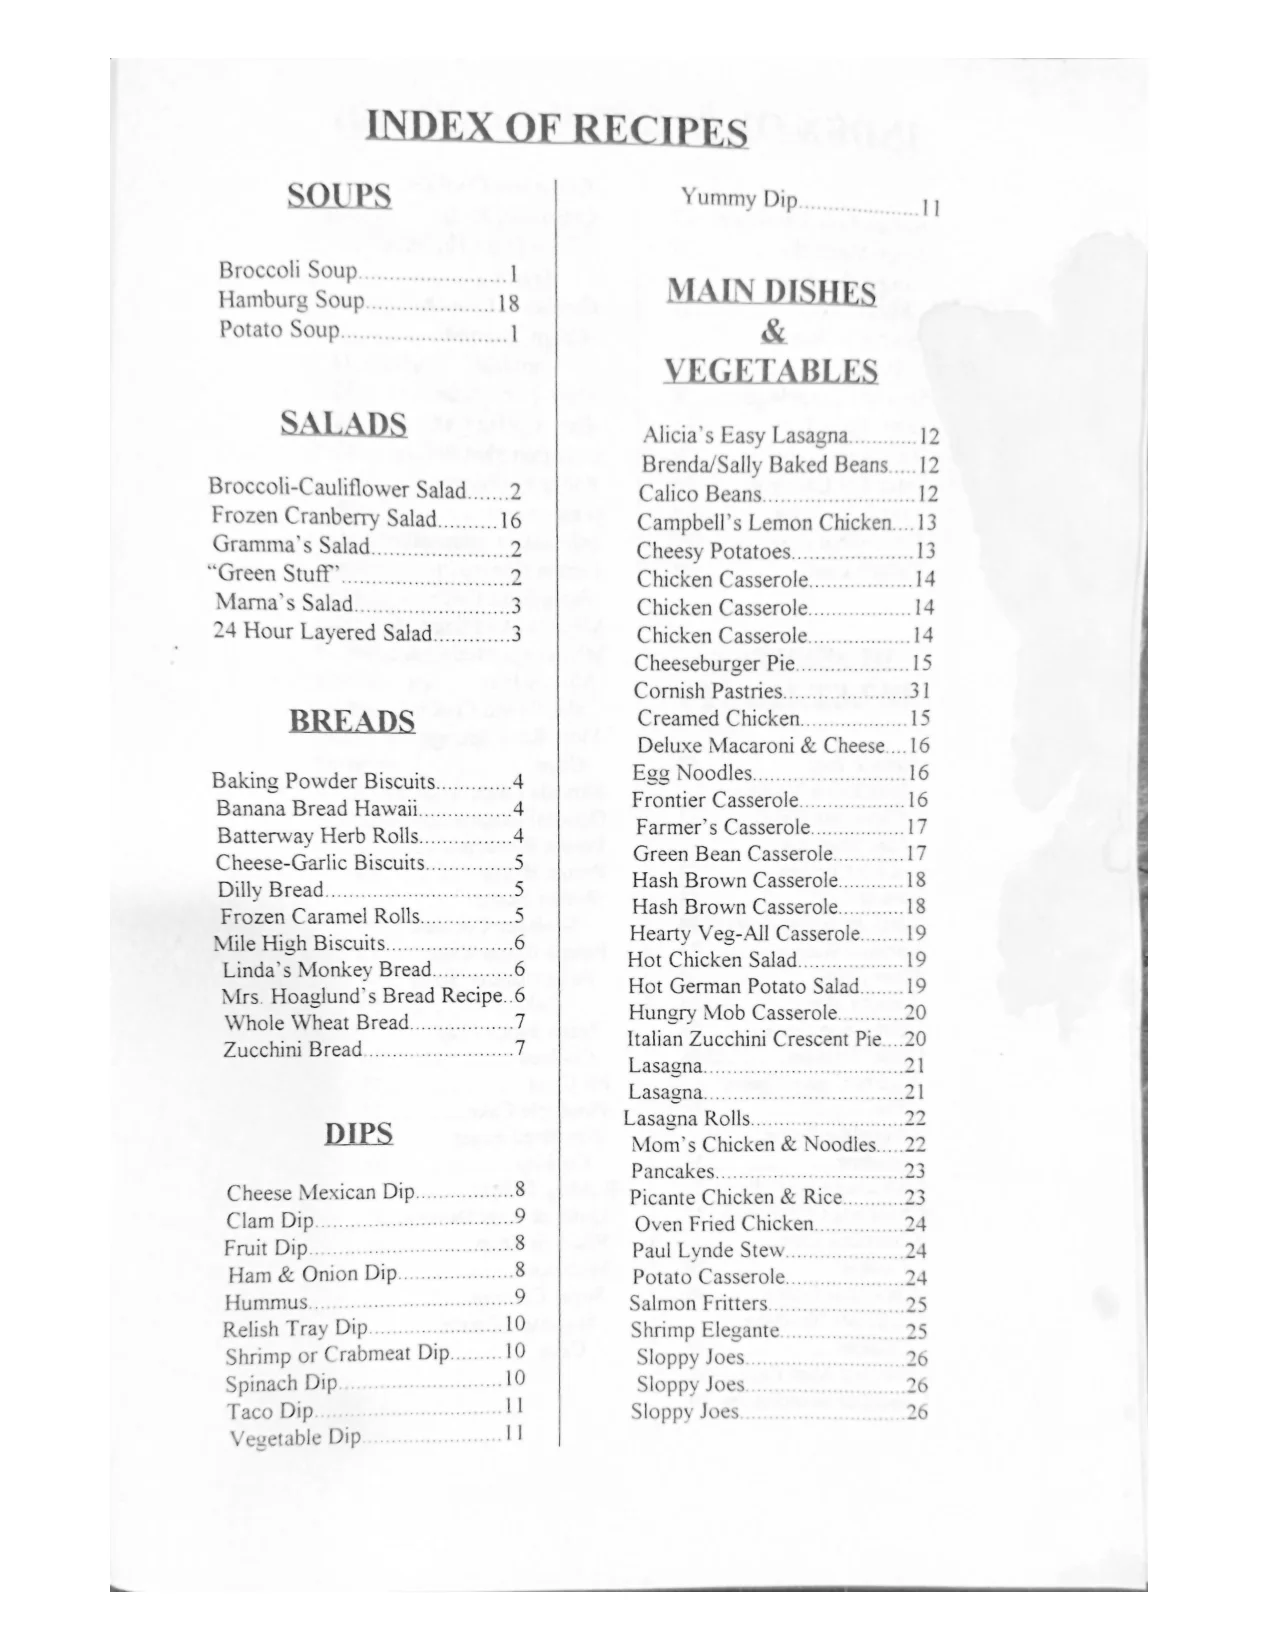 INDEX OF RECIPES
SOUPS
Broccoli Soup........................1
Hamburg Soup....................18
Potato Soup...........................1
SALADS
Broccoli-Cauliflower Salad.......2
Frozen Cranberry Salad.........16
Gramma's Salad......................2
"Green Stuff"...........................2
Mama's Salad.........................3
24 Hour Layered Salad............3
BREADS
Baking Powder Biscuits............4
Banana Bread Hawaii...............4
Batterway Herb Rolls...............4
Cheese-Garlic Biscuits..............5
Dilly Bread..............................5
Frozen Caramel Rolls...............5
Mile High Biscuits....................6
Linda's Monkey Bread.............6
Mrs. Hoaglund's Bread Recipe..6
Whole Wheat Bread.................7
Zucchini Bread........................7
DIPS
Cheese Mexican Dip................8
Clam Dip................................9
Fruit Dip.................................8
Ham & Onion Dip...................8
Hummus.................................9
Relish Tray Dip.....................10
Shrimp or Crabmeat Dip.........10
Spinach Dip..........................10
Taco Dip..............................11
Vegetable Dip.......................11
Yummy Dip....................11
MAIN DISHES
&
VEGETABLES
Alicia's Easy Lasagna...........12
Brenda/Sally Baked Beans.....12
Calico Beans.........................12
Campbell's Lemon Chicken....13
Cheesy Potatoes....................13
Chicken Casserole.................14
Chicken Casserole.................14
Chicken Casserole.................14
Cheeseburger Pie...................15
Cornish Pastries.....................31
Creamed Chicken..................15
Deluxe Macaroni & Cheese....16
Egg Noodles.........................16
Frontier Casserole..................16
Farmer's Casserole................17
Green Bean Casserole............17
Hash Brown Casserole...........18
Hash Brown Casserole...........18
Hearty Veg-All Casserole........19
Hot Chicken Salad..................19
Hot German Potato Salad........19
Hungry Mob Casserole...........20
Italian Zucchini Crescent Pie....20
Lasagna..................................21
Lasagna..................................21
Lasagna Rolls..........................22
Mom's Chicken & Noodles.....22
Pancakes................................23
Picante Chicken & Rice..........23
Oven Fried Chicken...............24
Paul Lynde Stew....................24
Potato Casserole....................24
Salmon Fritters.......................25
Shrimp Elegante.....................25
Sloppy Joes...........................26
Sloppy Joes...........................26
Sloppy Joes............................26